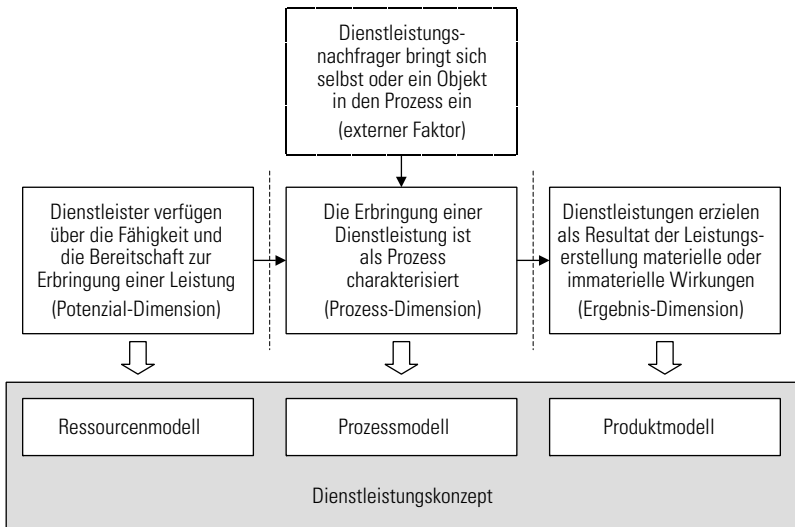 Dienstleistungs-
nachfrager bringt sich
selbst oder ein Objekt
in den Prozess ein
(externer Faktor)
Dienstleister verfügen
über die Fähigkeit und
die Bereitschaft zur
Erbringung einer Leistung
(Potenzial-Dimension)
Die Erbringung einer
Dienstleistung ist
als Prozess
charakterisiert
(Prozess-Dimension)
Dienstleistungen erzielen
als Resultat der Leistungs-
erstellung materielle oder
immaterielle Wirkungen
(Ergebnis-Dimension)
Ressourcenmodell
Prozessmodell
Produktmodell
Dienstleistungskonzept